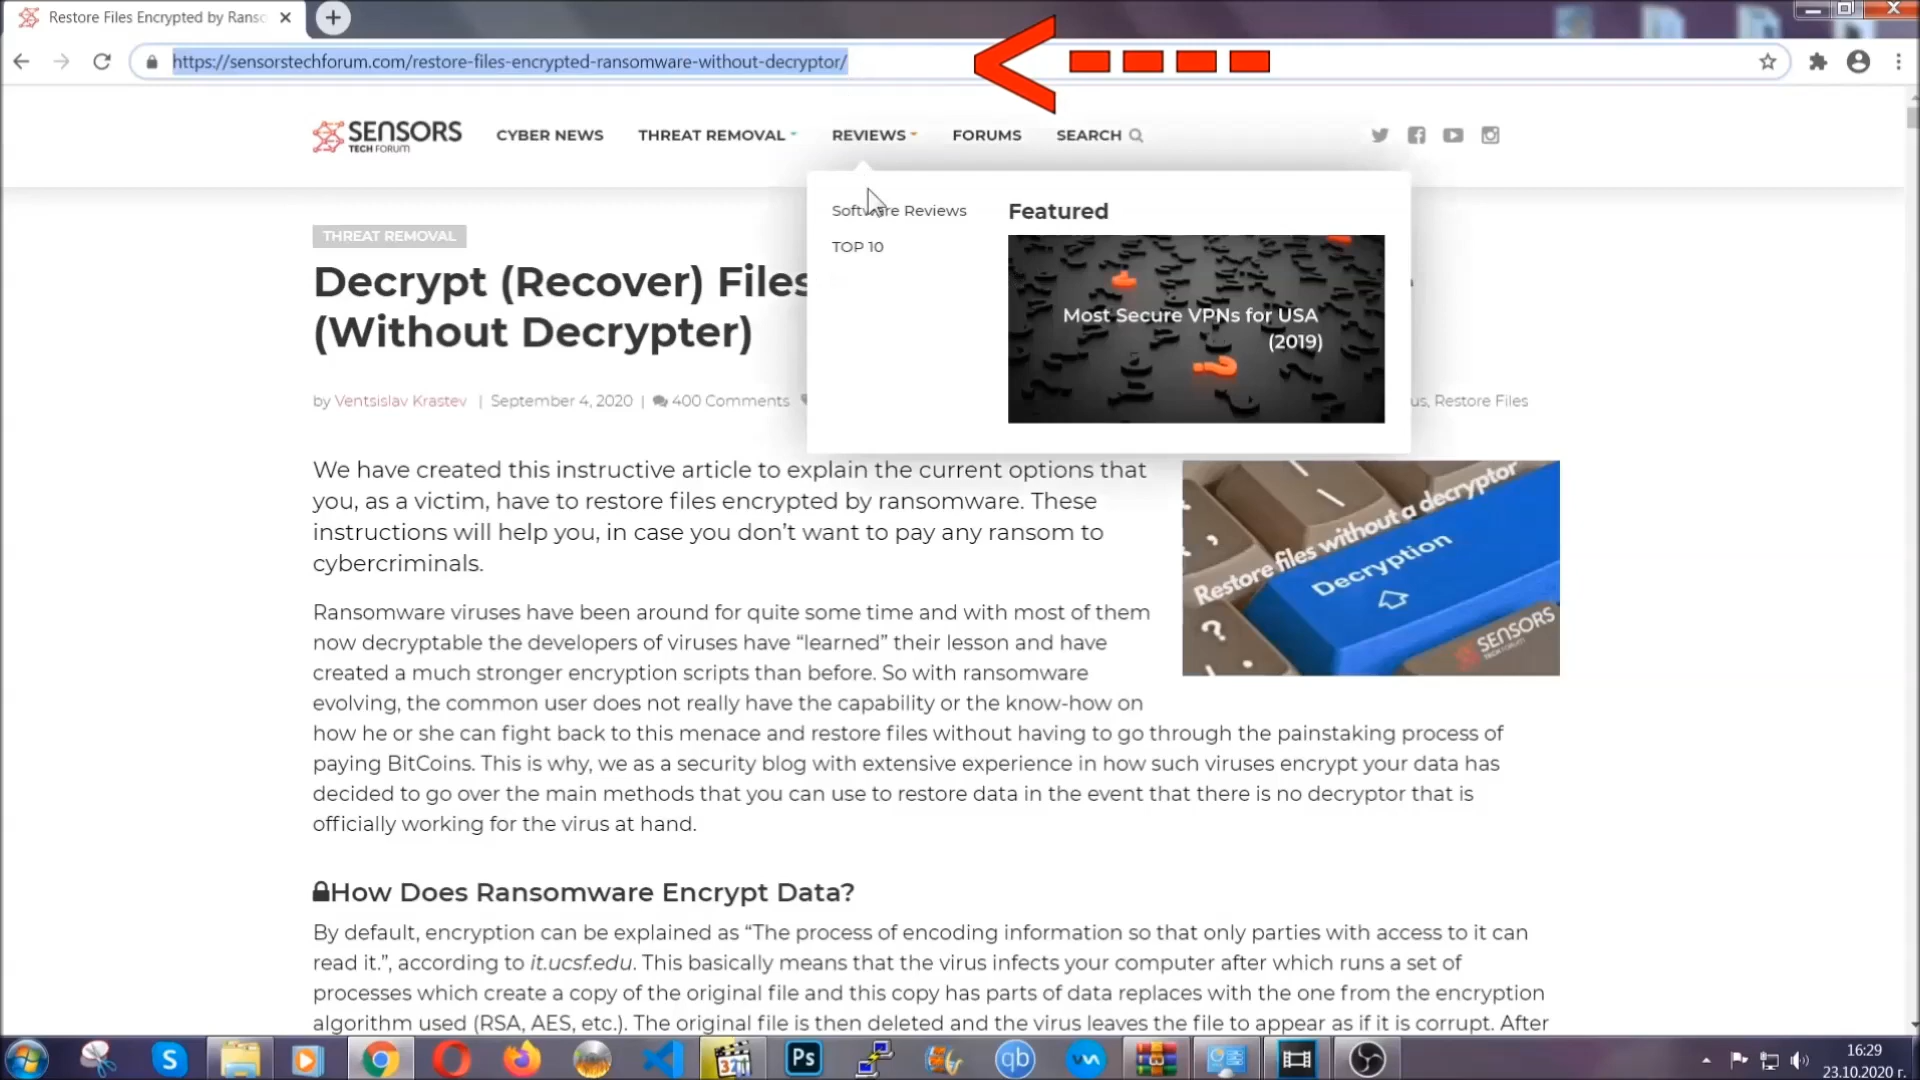 Restore Files Encrypted by Ranso
https://sensorstechforum.com/restore-files-encrypted-ransomware-without-decryptor/
SENSORS
TECH FORUM
CYBER NEWS
THREAT REMOVAL
REVIEWS
FORUMS
SEARCH
Software Reviews
TOP 10
Featured
Most Secure VPNs for USA
(2019)
THREAT REMOVAL
Decrypt (Recover) Files
(Without Decrypter)
by Ventsislav Krastev | September 4, 2020 | 400 Comments
us, Restore Files
We have created this instructive article to explain the current options that
you, as a victim, have to restore files encrypted by ransomware. These
instructions will help you, in case you don't want to pay any ransom to
cybercriminals.
Restore files without a decryptor
Decryption
?
SENSORS
TECH FORUM
Ransomware viruses have been around for quite some time and with most of them
now decryptable the developers of viruses have “learned” their lesson and have
created a much stronger encryption scripts than before. So with ransomware
evolving, the common user does not really have the capability or the know-how on
how he or she can fight back to this menace and restore files without having to go through the painstaking process of
paying BitCoins. This is why, we as a security blog with extensive experience in how such viruses encrypt your data has
decided to go over the main methods that you can use to restore data in the event that there is no decryptor that is
officially working for the virus at hand.
How Does Ransomware Encrypt Data?
By default, encryption can be explained as “The process of encoding information so that only parties with access to it can
read it.”, according to it.ucsf.edu. This basically means that the virus infects your computer after which runs a set of
processes which create a copy of the original file and this copy has parts of data replaces with the one from the encryption
algorithm used (RSA, AES, etc.). The original file is then deleted and the virus leaves the file to appear as if it is corrupt. After
S
321
Ps
qb
16:29
23.10.2020 г.